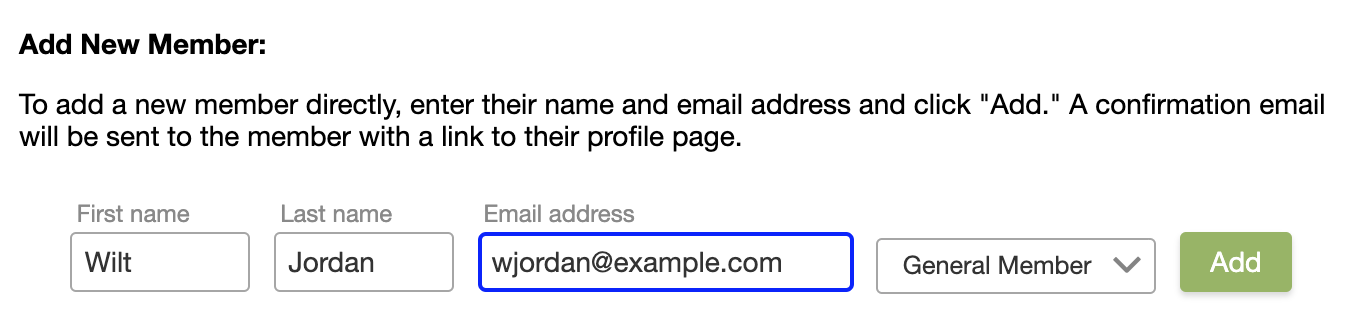 Add New Member:
To add a new member directly, enter their name and email address and click "Add." A confirmation email
will be sent to the member with a link to their profile page.
First name
Last name
Email address
Wilt
Jordan
wjordan@example.com
General Member
Add